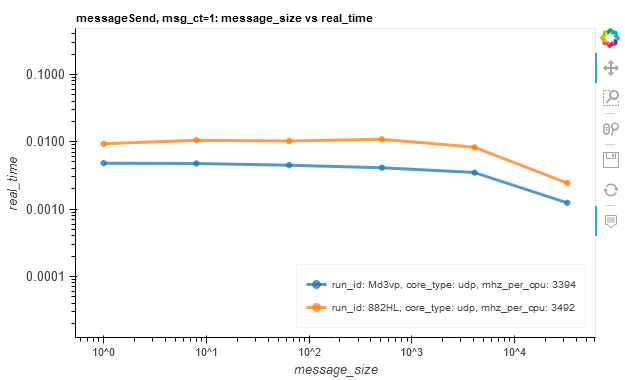 messageSend, msg_ct=1: message_size vs real_time
0.1000
0.0100
0.0010
0.0001
real_time
run_id: Md3vp, core_type: udp, mhz_per_cpu: 3394
run_id: 882HL, core_type: udp, mhz_per_cpu: 3492
10^0
10^1
10^2
10^3
10^4
message_size